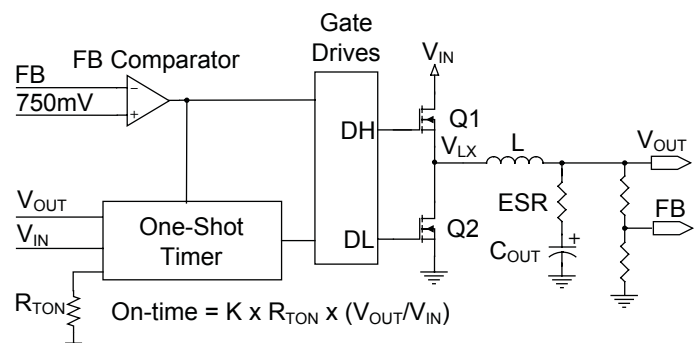 Gate
Drives
FB Comparator
FB
750mV
−
+
V_IN
DH
Q1
V_LX
L
V_OUT
ESR
FB
V_OUT
V_IN
One-Shot
Timer
DL
Q2
C_OUT
+
R_TON
On-time = K x R_TON x (V_OUT/V_IN)